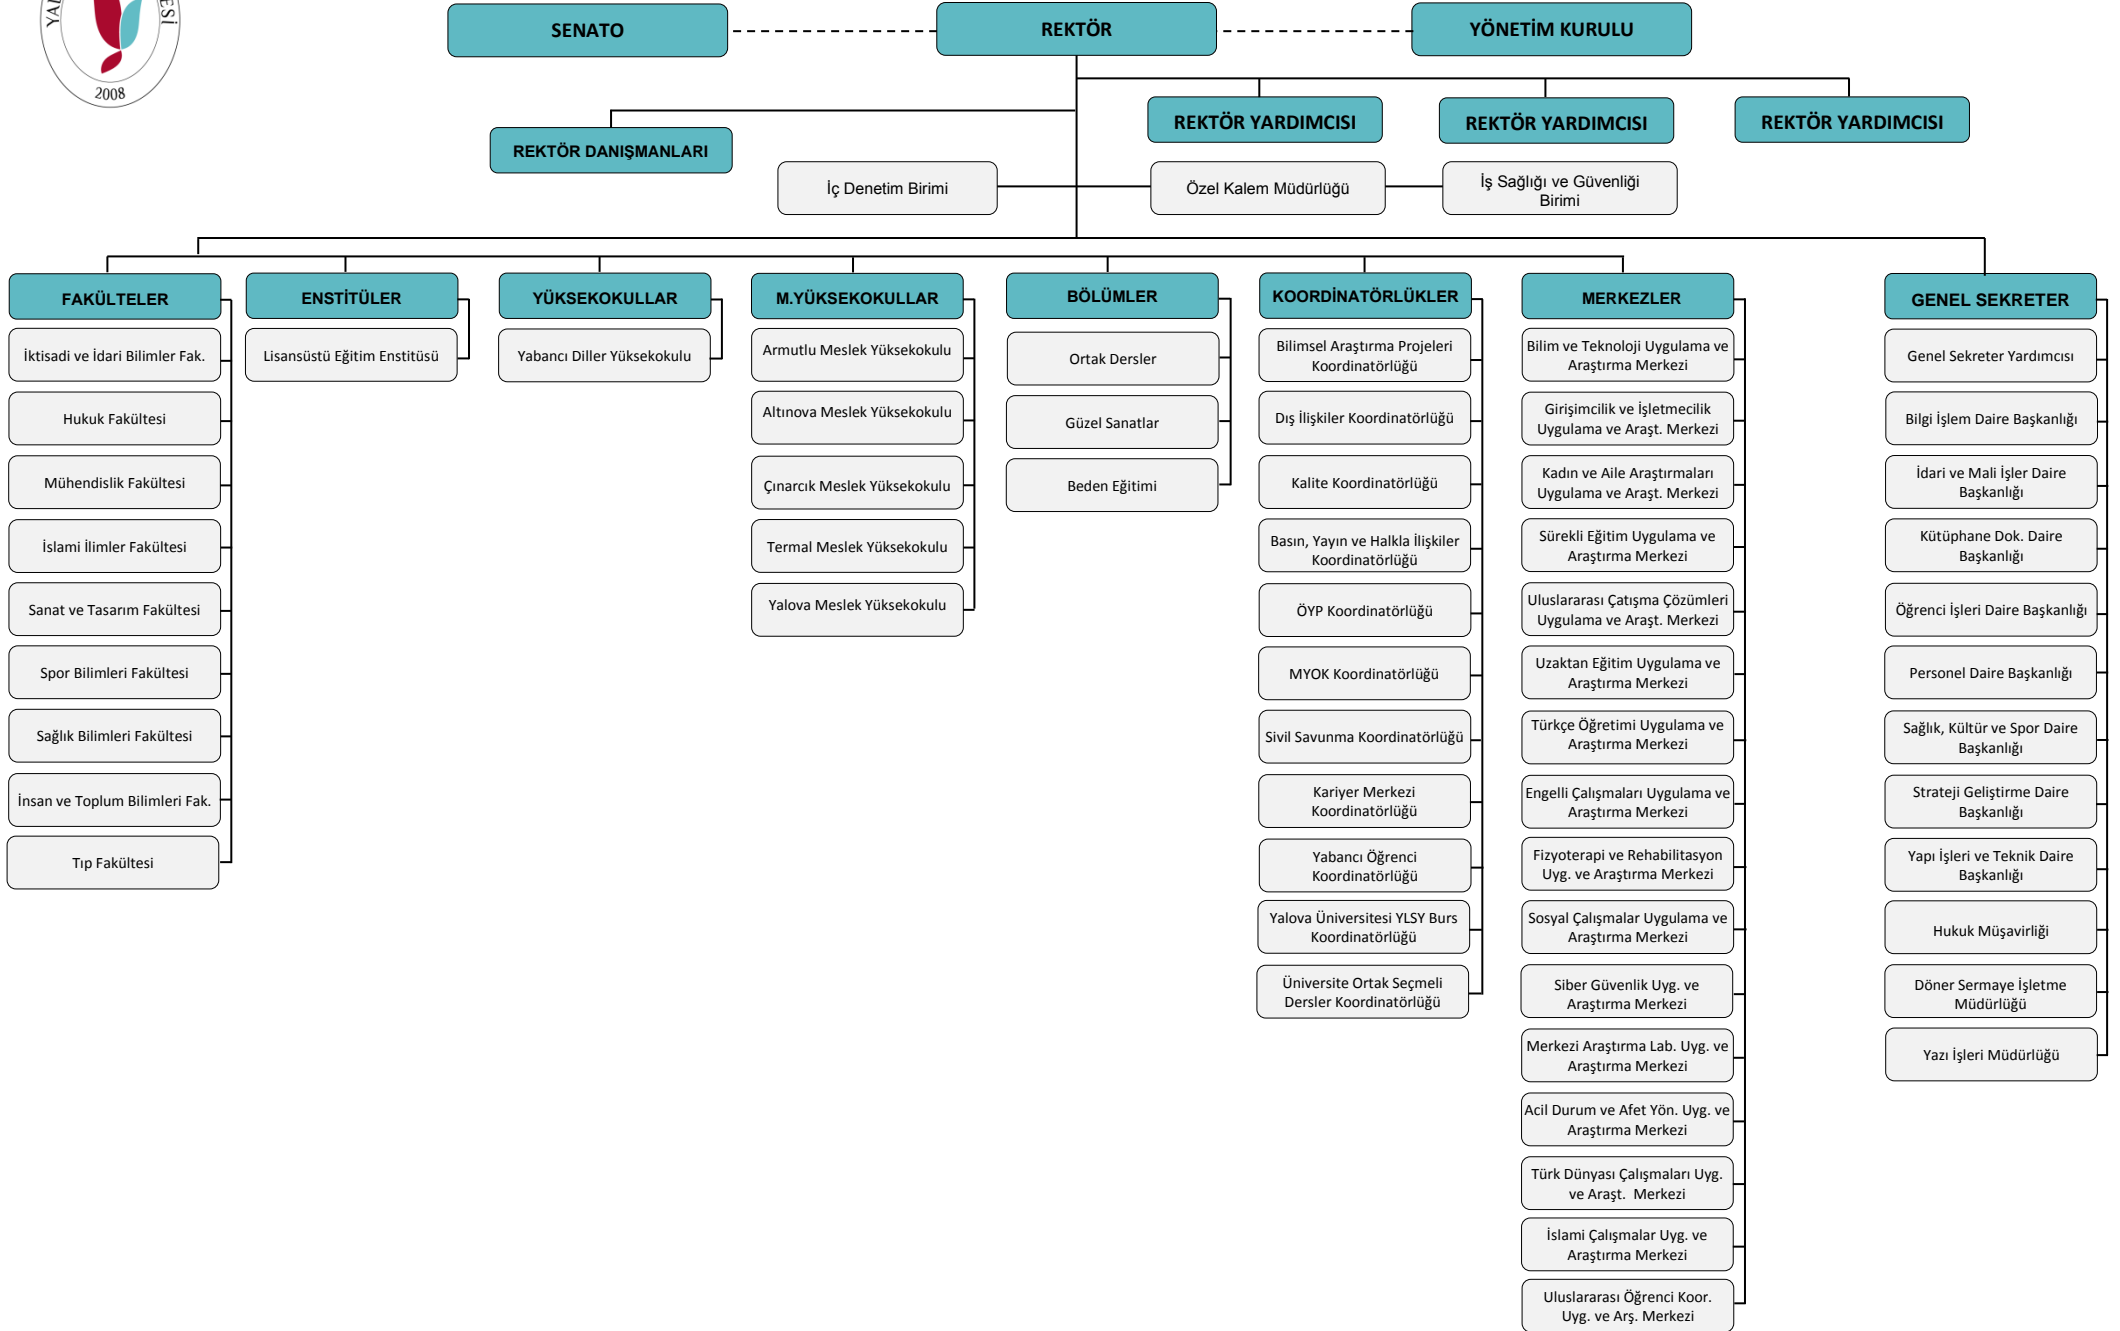 2008
SENATO
REKTÖR
YÖNETİM KURULU
REKTÖR DANIŞMANLARI
REKTÖR YARDIMCISI
REKTÖR YARDIMCISI
REKTÖR YARDIMCISI
İç Denetim Birimi
Özel Kalem Müdürlüğü
İş Sağlığı ve Güvenliği
Birimi
FAKÜLTELER
İktisadi ve İdari Bilimler Fak.
Hukuk Fakültesi
Mühendislik Fakültesi
İslami İlimler Fakültesi
Sanat ve Tasarım Fakültesi
Spor Bilimleri Fakültesi
Sağlık Bilimleri Fakültesi
İnsan ve Toplum Bilimleri Fak.
Tıp Fakültesi
ENSTİTÜLER
Lisansüstü Eğitim Enstitüsü
YÜKSEKOKULLAR
Yabancı Diller Yüksekokulu
M.YÜKSEKOKULLAR
Armutlu Meslek Yüksekokulu
Altınova Meslek Yüksekokulu
Çınarcık Meslek Yüksekokulu
Termal Meslek Yüksekokulu
Yalova Meslek Yüksekokulu
BÖLÜMLER
Ortak Dersler
Güzel Sanatlar
Beden Eğitimi
KOORDİNATÖRLÜKLER
Bilimsel Araştırma Projeleri
Koordinatörlüğü
Dış İlişkiler Koordinatörlüğü
Kalite Koordinatörlüğü
Basın, Yayın ve Halkla İlişkiler
Koordinatörlüğü
ÖYP Koordinatörlüğü
MYOK Koordinatörlüğü
Sivil Savunma Koordinatörlüğü
Kariyer Merkezi
Koordinatörlüğü
Yabancı Öğrenci
Koordinatörlüğü
Yalova Üniversitesi YLSY Burs
Koordinatörlüğü
Üniversite Ortak Seçmeli
Dersler Koordinatörlüğü
MERKEZLER
Bilim ve Teknoloji Uygulama ve
Araştırma Merkezi
Girişimcilik ve İşletmecilik
Uygulama ve Araşt. Merkezi
Kadın ve Aile Araştırmaları
Uygulama ve Araşt. Merkezi
Sürekli Eğitim Uygulama ve
Araştırma Merkezi
Uluslararası Çatışma Çözümleri
Uygulama ve Araşt. Merkezi
Uzaktan Eğitim Uygulama ve
Araştırma Merkezi
Türkçe Öğretimi Uygulama ve
Araştırma Merkezi
Engelli Çalışmaları Uygulama ve
Araştırma Merkezi
Fizyoterapi ve Rehabilitasyon
Uyg. ve Araştırma Merkezi
Sosyal Çalışmalar Uygulama ve
Araştırma Merkezi
Siber Güvenlik Uyg. ve
Araştırma Merkezi
Merkezi Araştırma Lab. Uyg. ve
Araştırma Merkezi
Acil Durum ve Afet Yön. Uyg. ve
Araştırma Merkezi
Türk Dünyası Çalışmaları Uyg.
ve Araşt. Merkezi
İslami Çalışmalar Uyg. ve
Araştırma Merkezi
Uluslararası Öğrenci Koor.
Uyg. ve Arş. Merkezi
GENEL SEKRETER
Genel Sekreter Yardımcısı
Bilgi İşlem Daire Başkanlığı
İdari ve Mali İşler Daire
Başkanlığı
Kütüphane Dok. Daire
Başkanlığı
Öğrenci İşleri Daire Başkanlığı
Personel Daire Başkanlığı
Sağlık, Kültür ve Spor Daire
Başkanlığı
Strateji Geliştirme Daire
Başkanlığı
Yapı İşleri ve Teknik Daire
Başkanlığı
Hukuk Müşavirliği
Döner Sermaye İşletme
Müdürlüğü
Yazı İşleri Müdürlüğü